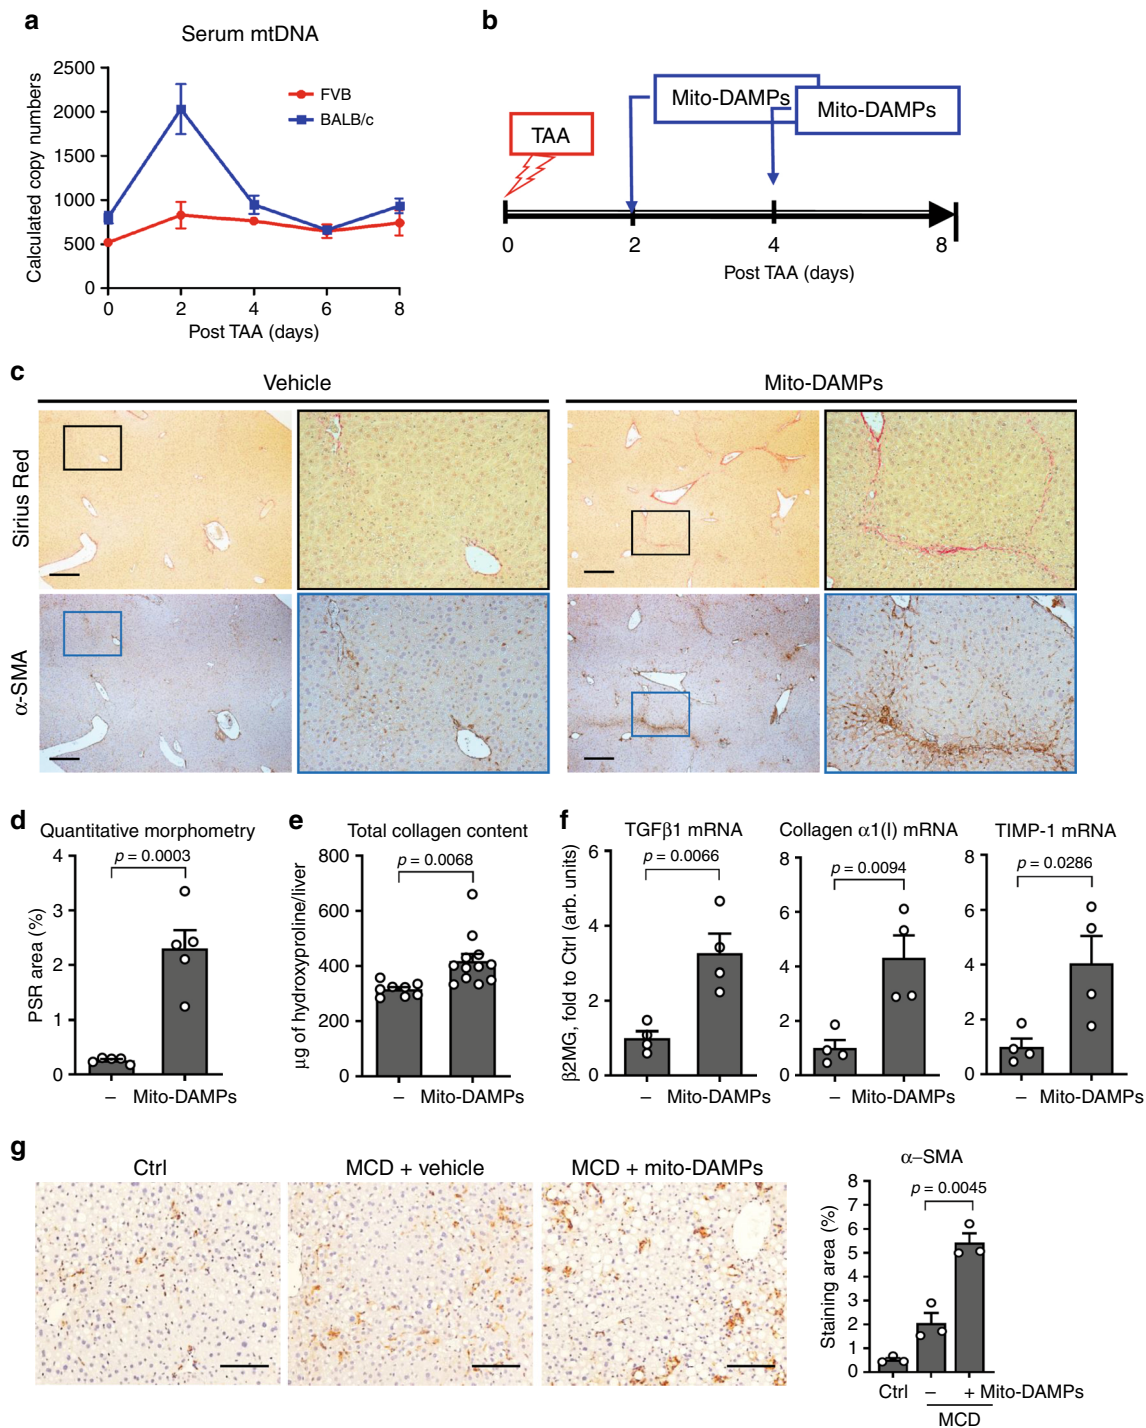 a
Serum mtDNA
Calculated copy numbers
2500
2000
1500
1000
500
0
FVB
BALB/c
0 2 4 6 8
Post TAA (days)
b
TAA
Mito-DAMPs
Mito-DAMPs
0 2 4 8
Post TAA (days)
c
Vehicle
Mito-DAMPs
Sirius Red
α-SMA
d
Quantitative morphometry
p = 0.0003
PSR area (%)
4
3
2
1
0
– Mito-DAMPs
e
Total collagen content
p = 0.0068
µg of hydroxyproline/liver
800
600
400
200
0
– Mito-DAMPs
f
TGFβ1 mRNA
p = 0.0066
β2MG, fold to Ctrl (arb. units)
6
4
2
0
– Mito-DAMPs
Collagen α1(I) mRNA
p = 0.0094
8
6
4
2
0
– Mito-DAMPs
TIMP-1 mRNA
p = 0.0286
8
6
4
2
0
– Mito-DAMPs
g
Ctrl
MCD + vehicle
MCD + mito-DAMPs
α–SMA
p = 0.0045
Staining area (%)
8
7
6
5
4
3
2
1
0
Ctrl – + Mito-DAMPs
MCD